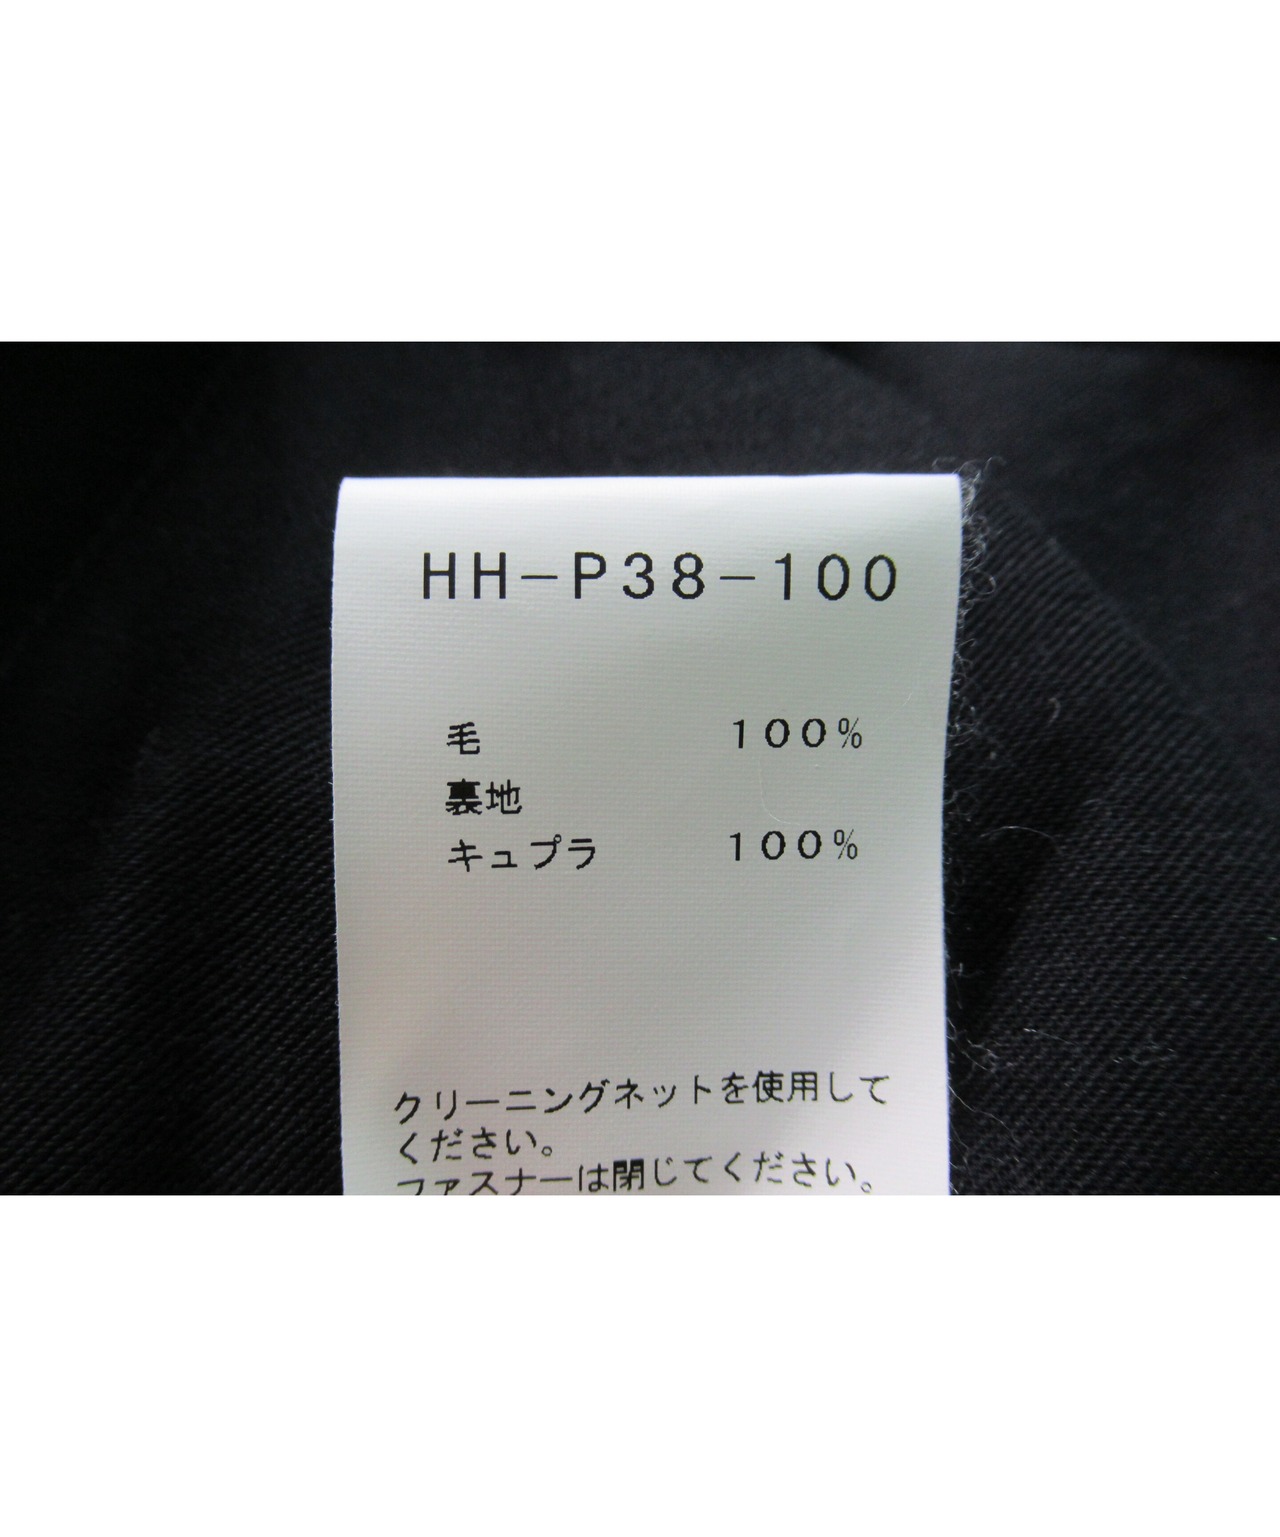 HH-P38-100
毛 100%
裏地
キュプラ 100%
クリーニングネットを使用して
ください。
ファスナーは閉じてください。